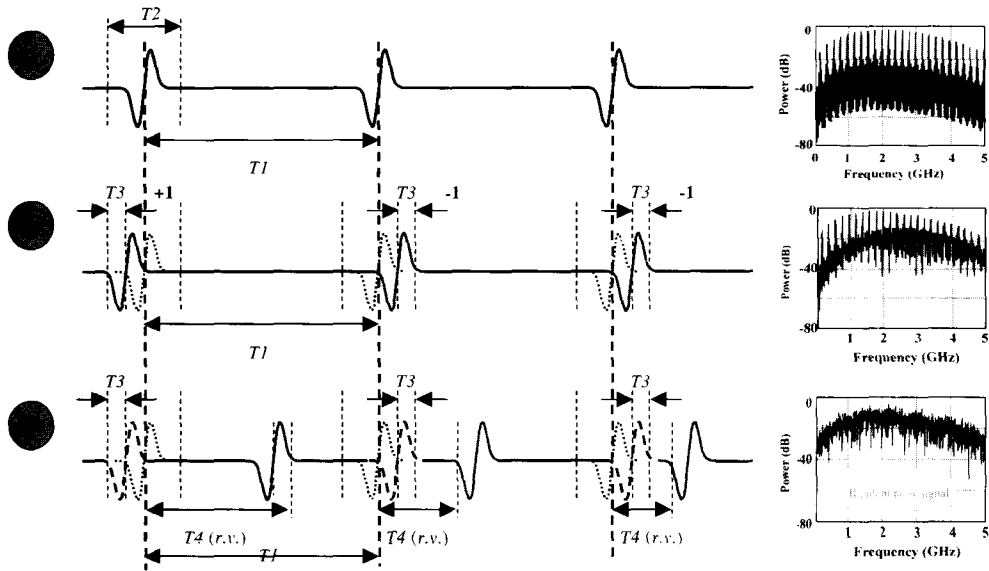 T2
T1
0
-40
-80
Power (dB)
0 1 2 3 4 5
Frequency (GHz)
T3 +1
T3 -1
T3 -1
T1
0
-80
Power (dB)
1 2 3 4 5
Frequency (GHz)
T3
T3
T3
T4 (r.v.)
T4 (r.v.)
T4 (r.v.)
T1
0
-40
-80
Power (dB)
0 1 2 3 4 5
Frequency (GHz)
signal